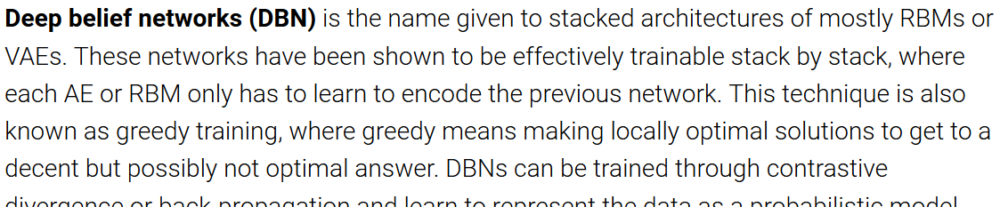 Deep belief networks (DBN) is the name given to stacked architectures of mostly RBMs or
VAEs. These networks have been shown to be effectively trainable stack by stack, where
each AE or RBM only has to learn to encode the previous network. This technique is also
known as greedy training, where greedy means making locally optimal solutions to get to a
decent but possibly not optimal answer. DBNs can be trained through contrastive
divergence or back-propagation and learn to represent the data as a probabilistic model,